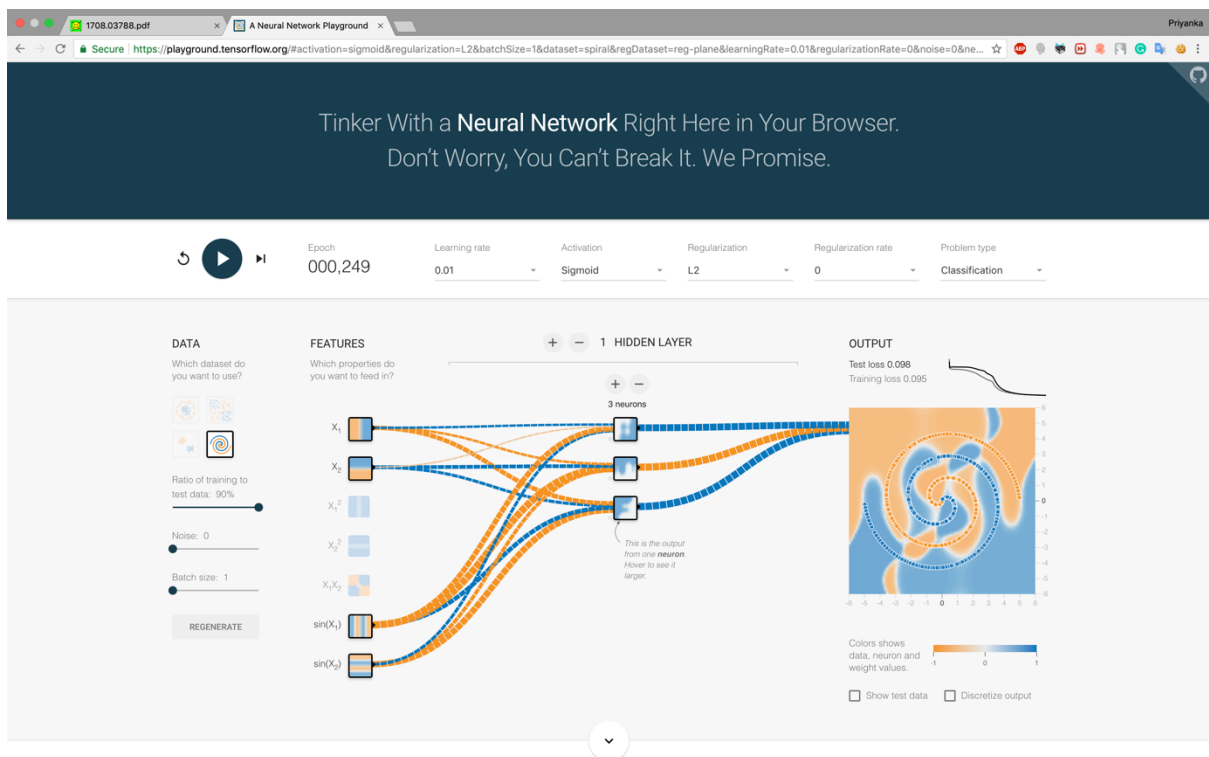 1708.03788.pdf
A Neural Network Playground
Priyanka
Secure https://playground.tensorflow.org/#activation=sigmoid&regularization=L2&batchSize=1&dataset=spiral&regDataset=reg-plane&learningRate=0.01&regularizationRate=0&noise=0&ne...
ABP
Tinker With a Neural Network Right Here in Your Browser.
Don't Worry, You Can't Break It. We Promise.
Epoch
000,249
Learning rate
0.01
Activation
Sigmoid
Regularization
L2
Regularization rate
0
Problem type
Classification
DATA
Which dataset do
you want to use?
Ratio of training to
test data: 90%
Noise: 0
Batch size: 1
REGENERATE
FEATURES
Which properties do
you want to feed in?
X₁
X₂
X₁²
X₂²
X₁X₂
sin(X₁)
sin(X₂)
+ − 1 HIDDEN LAYER
+ −
3 neurons
This is the output
from one neuron.
Hover to see it
larger.
OUTPUT
Test loss 0.098
Training loss 0.095
6
5
4
3
2
1
0
-1
-2
-3
-4
-5
-6
-6 -5 -4 -3 -2 -1 0 1 2 3 4 5 6
Colors shows
data, neuron and
weight values.
-1 0 1
Show test data
Discretize output